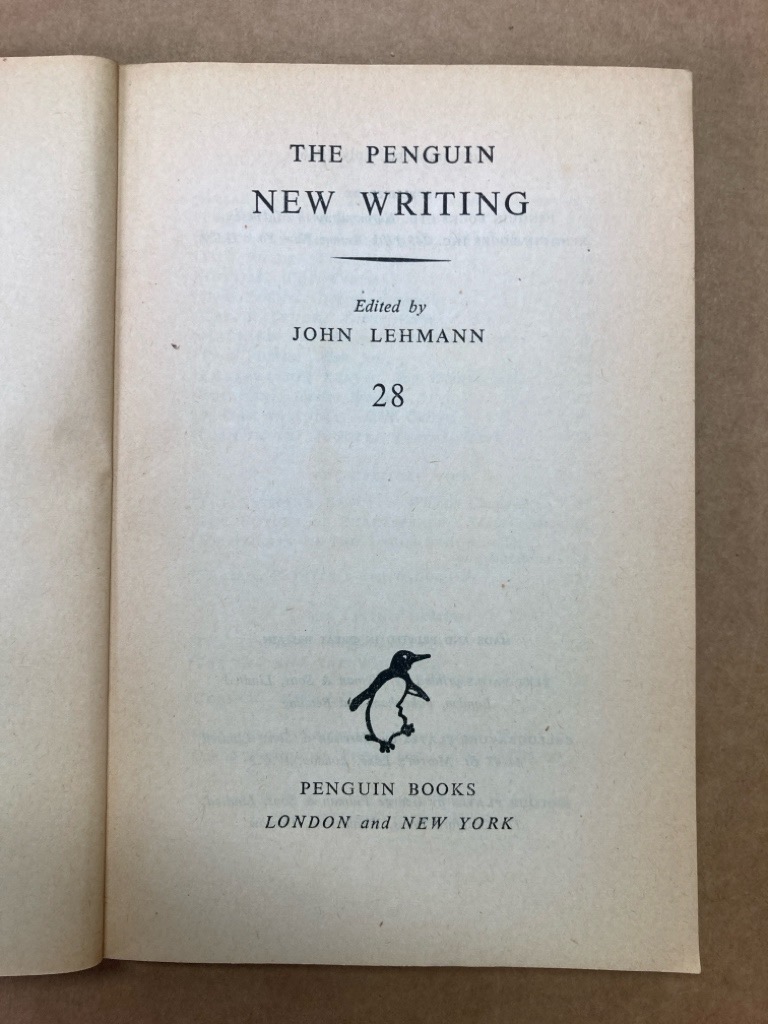 THE PENGUIN
NEW WRITING
Edited by
JOHN LEHMANN
28
PENGUIN BOOKS
LONDON and NEW YORK